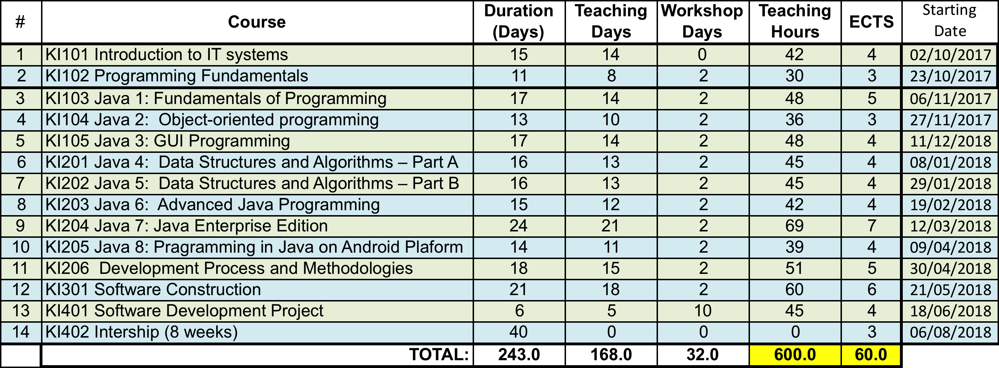 # Course Duration (Days) Teaching Days Workshop Days Teaching Hours ECTS Starting Date
1 KI101 Introduction to IT systems 15 14 0 42 4 02/10/2017
2 KI102 Programming Fundamentals 11 8 2 30 3 23/10/2017
3 KI103 Java 1: Fundamentals of Programming 17 14 2 48 5 06/11/2017
4 KI104 Java 2:  Object-oriented programming 13 10 2 36 3 27/11/2017
5 KI105 Java 3: GUI Programming 17 14 2 48 4 11/12/2018
6 KI201 Java 4:  Data Structures and Algorithms – Part A 16 13 2 45 4 08/01/2018
7 KI202 Java 5:  Data Structures and Algorithms – Part B 16 13 2 45 4 29/01/2018
8 KI203 Java 6:  Advanced Java Programming 15 12 2 42 4 19/02/2018
9 KI204 Java 7: Java Enterprise Edition 24 21 2 69 7 12/03/2018
10 KI205 Java 8: Pragramming in Java on Android Plaform 14 11 2 39 4 09/04/2018
11 KI206  Development Process and Methodologies 18 15 2 51 5 30/04/2018
12 KI301 Software Construction 21 18 2 60 6 21/05/2018
13 KI401 Software Development Project 6 5 10 45 4 18/06/2018
14 KI402 Intership (8 weeks) 40 0 0 0 3 06/08/2018
TOTAL: 243.0 168.0 32.0 600.0 60.0